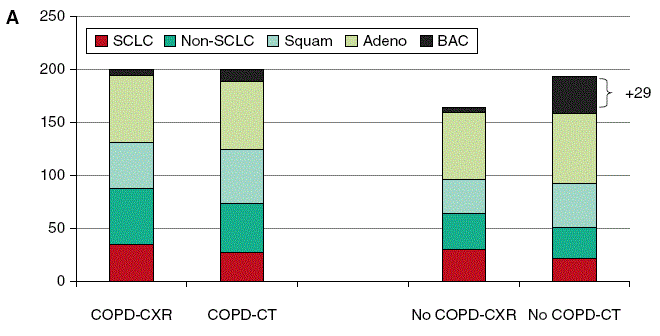 A
250
SCLC Non-SCLC Squam Adeno BAC
200
+29
150
100
50
0
COPD-CXR COPD-CT No COPD-CXR No COPD-CT